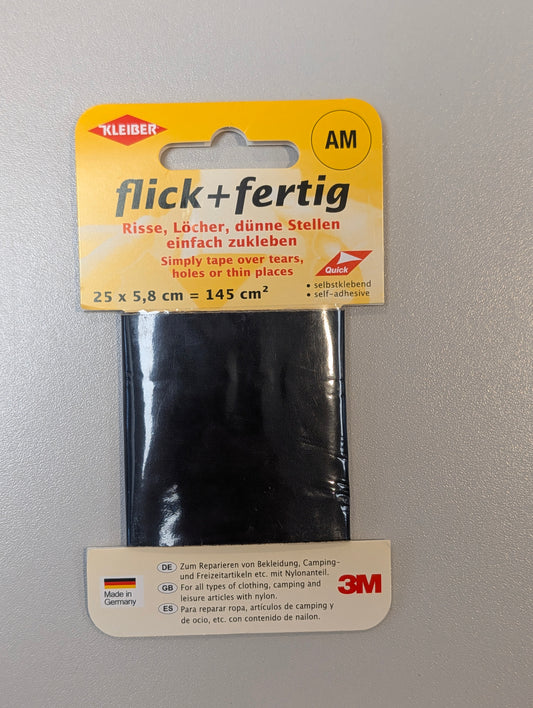 KLEIBER
AM
flick+fertig
Risse, Löcher, dünne Stellen
einfach zukleben
Simply tape over tears,
holes or thin places
Quick
25 x 5,8 cm = 145 cm²
• selbstklebend
• self-adhesive
DE Zum Reparieren von Bekleidung, Camping-
und Freizeitartikeln etc. mit Nylonanteil.
GB For all types of clothing, camping and
leisure articles with nylon.
ES Para reparar ropa, artículos de camping y
de ocio, etc. con contenido de nailon.
Made in
Germany
3M